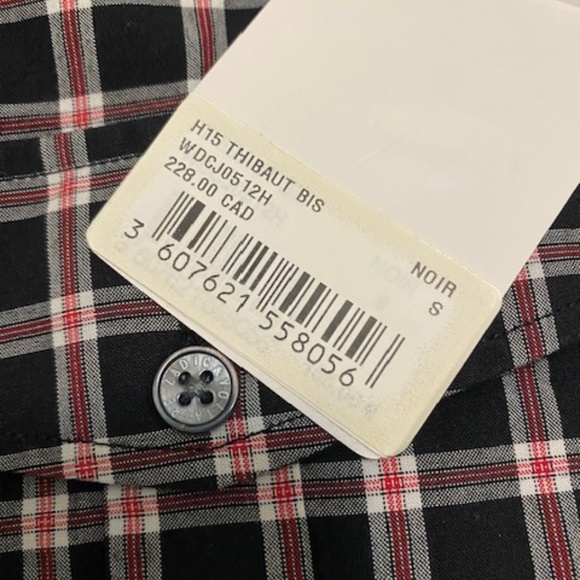 H15 THIBAUT BIS
WDCJ0512H
228.00 CAD
NOIR
S
3 607621 558056